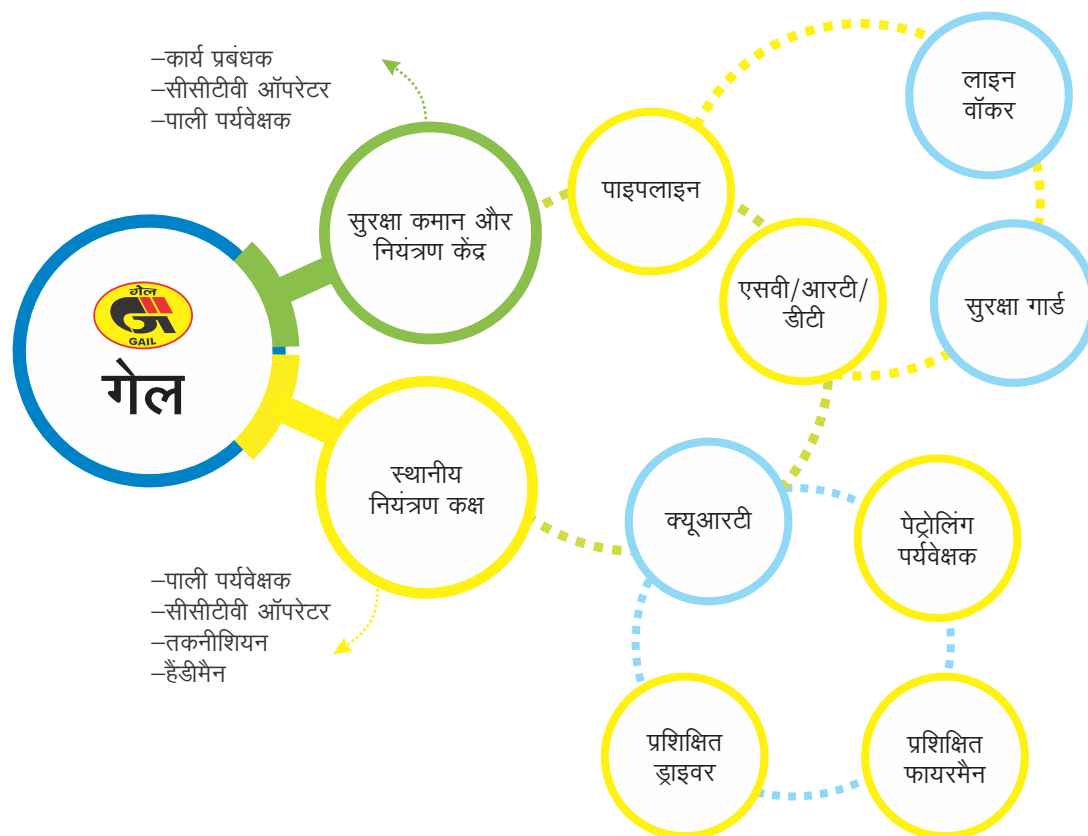 –कार्य प्रबंधक
–सीसीटीवी ऑपरेटर
–पाली पर्यवेक्षक
सुरक्षा कमान और
नियंत्रण केंद्र
पाइपलाइन
लाइन
वॉकर
एसवी/आरटी/
डीटी
सुरक्षा गार्ड
गेल
GAIL
गेल
स्थानीय
नियंत्रण कक्ष
क्यूआरटी
पेट्रोलिंग
पर्यवेक्षक
–पाली पर्यवेक्षक
–सीसीटीवी ऑपरेटर
–तकनीशियन
–हैंडीमैन
प्रशिक्षित
ड्राइवर
प्रशिक्षित
फायरमैन